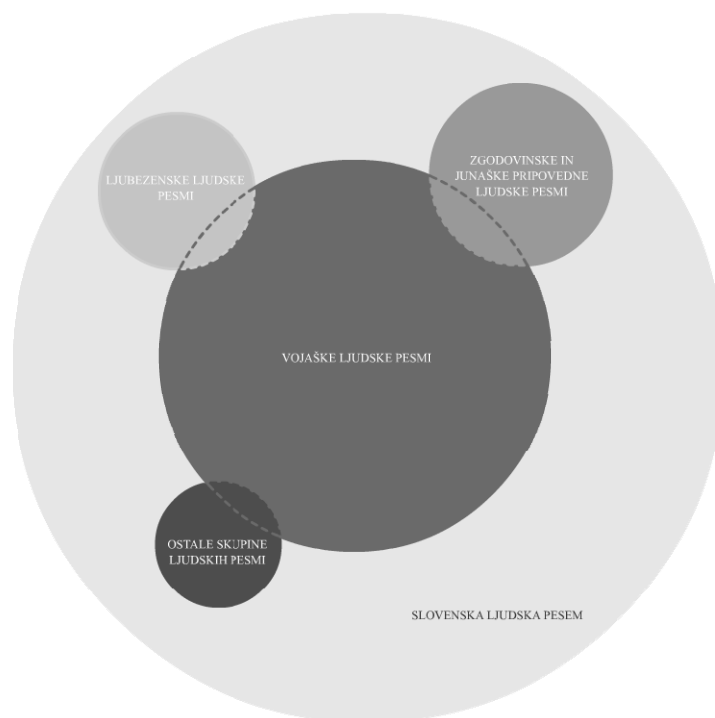 LJUBEZENSKE LJUDSKE
PESMI
ZGODOVINSKE IN
JUNAŠKE PRIPOVEDNE
LJUDSKE PESMI
VOJAŠKE LJUDSKE PESMI
OSTALE SKUPINE
LJUDSKIH PESMI
SLOVENSKA LJUDSKA PESEM